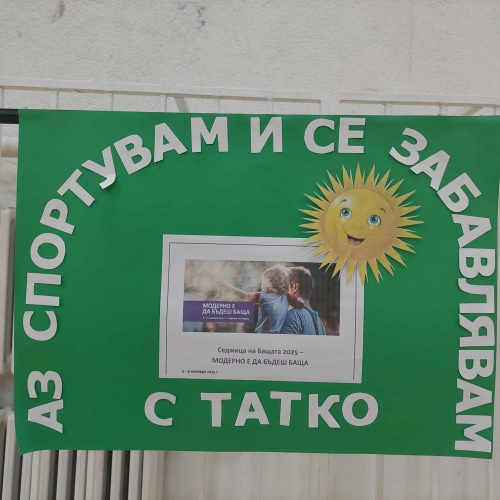 АЗ СПОРТУВАМ И СЕ ЗАБАВЛЯВАМ
С ТАТКО
МОДЕРНО Е
ДА БЪДЕШ БАЩА
Седмица на Бащата 2025 –
МОДЕРНО Е ДА БЪДЕШ БАЩА